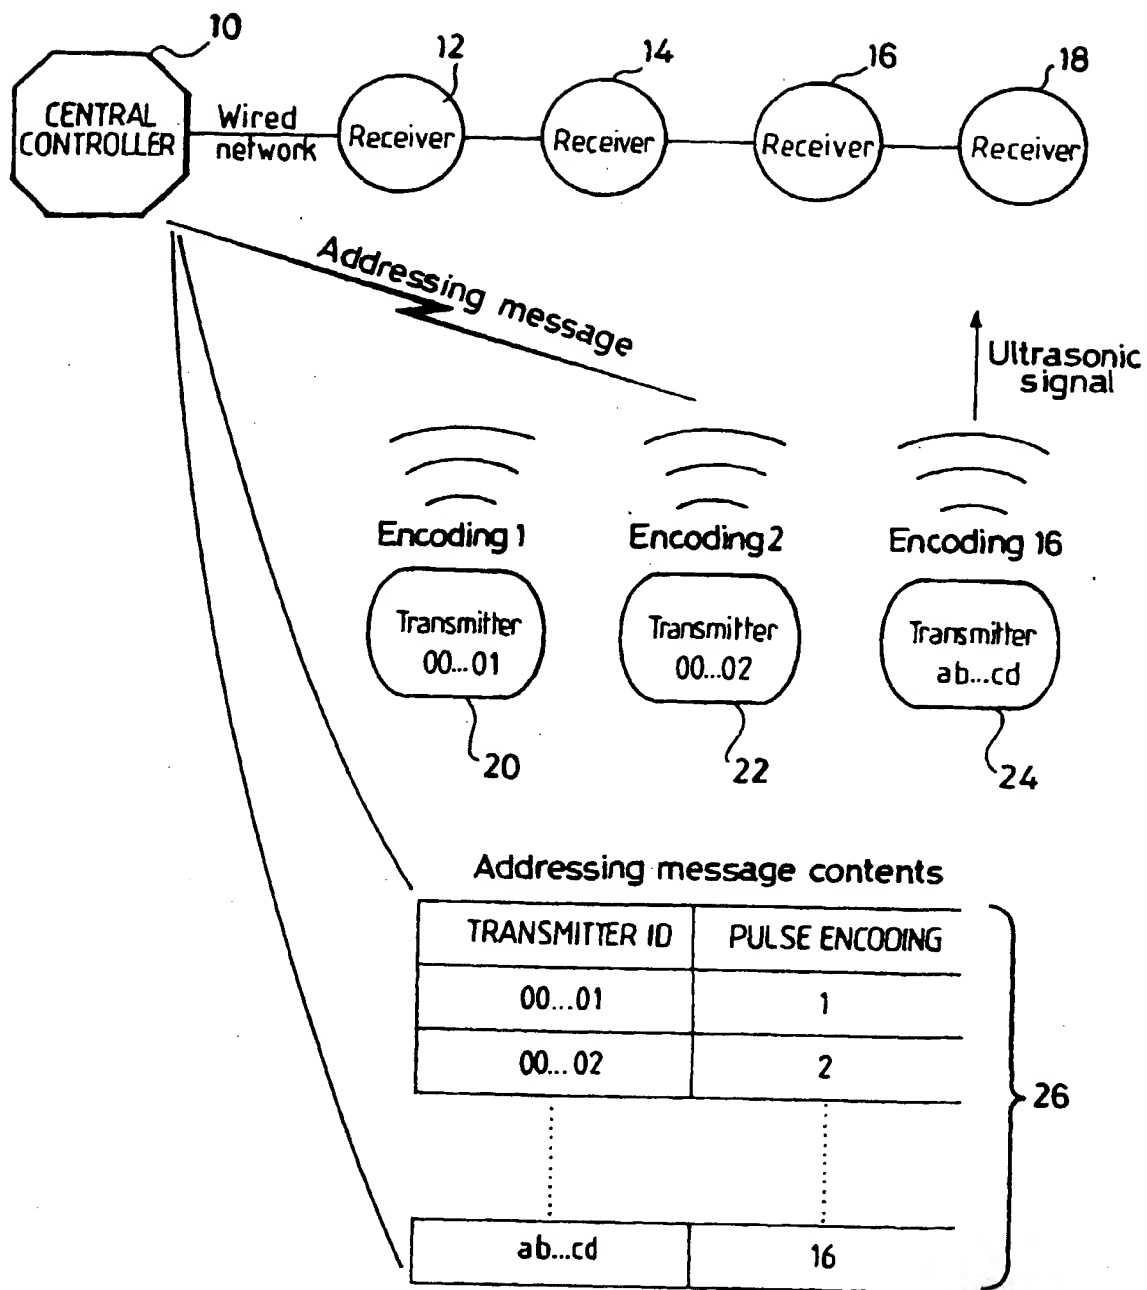 10
12
14
16
18
CENTRAL
CONTROLLER
Wired
network
Receiver
Receiver
Receiver
Receiver
Addressing message
Ultrasonic
signal
Encoding 1
Encoding 2
Encoding 16
Transmitter
00...01
Transmitter
00...02
Transmitter
ab...cd
20
22
24
Addressing message contents
TRANSMITTER ID
PULSE ENCODING
00...01
1
00...02
2
26
ab...cd
16